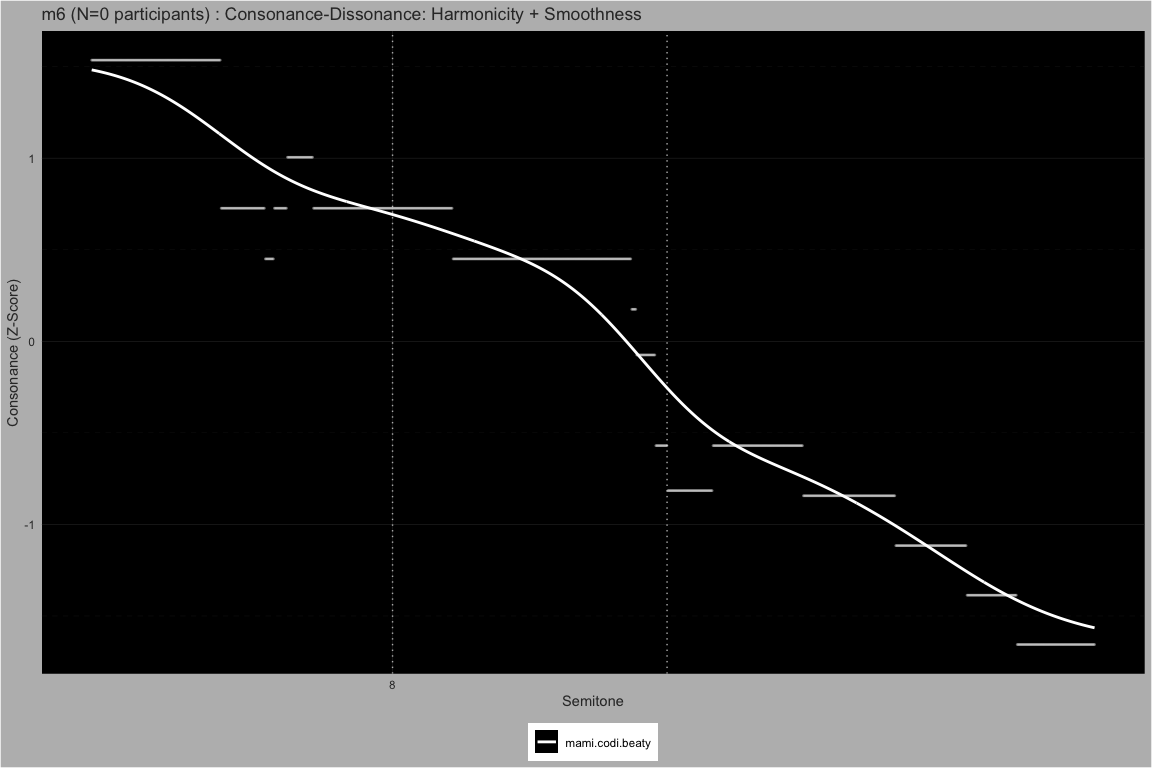 m6 (N=0 participants) : Consonance-Dissonance: Harmonicity + Smoothness
Consonance (Z-Score)
1
0
-1
8
Semitone
mami.codi.beaty